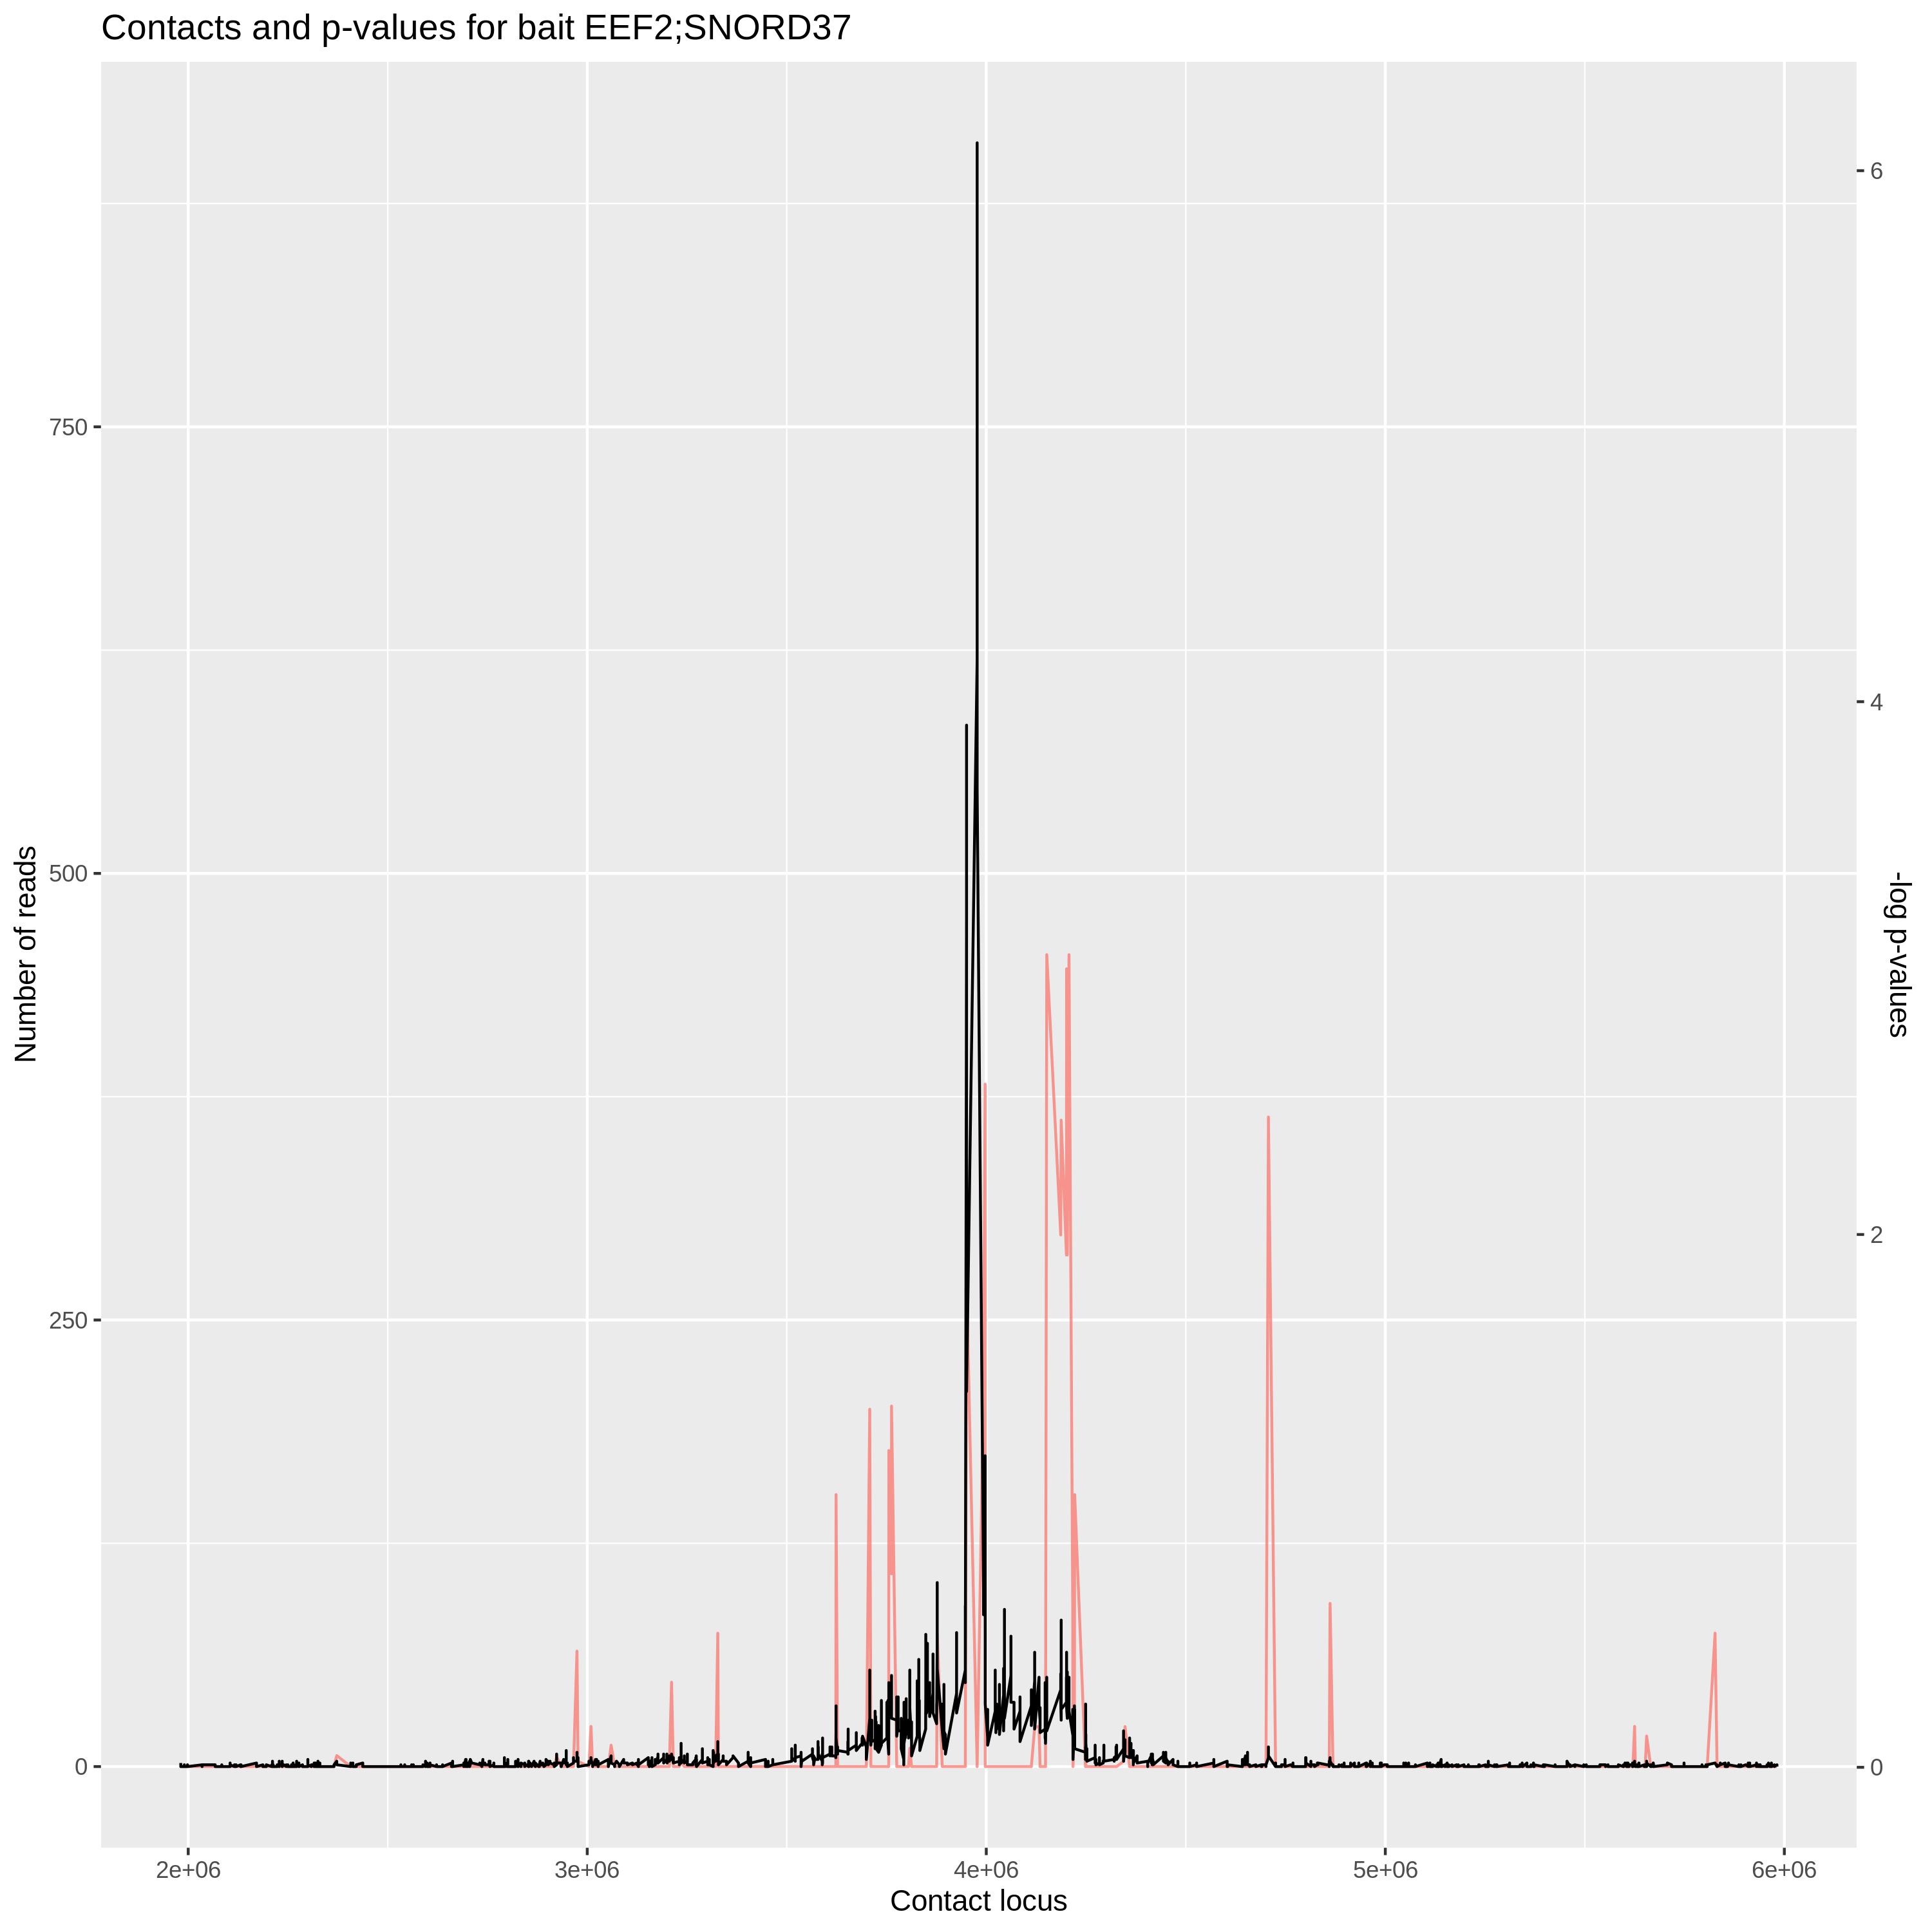 Contacts and p-values for bait EEF2;SNORD37
Number of reads
750
500
250
0
6
4
2
0
-log p-values
2e+06 3e+06 4e+06 5e+06 6e+06
Contact locus